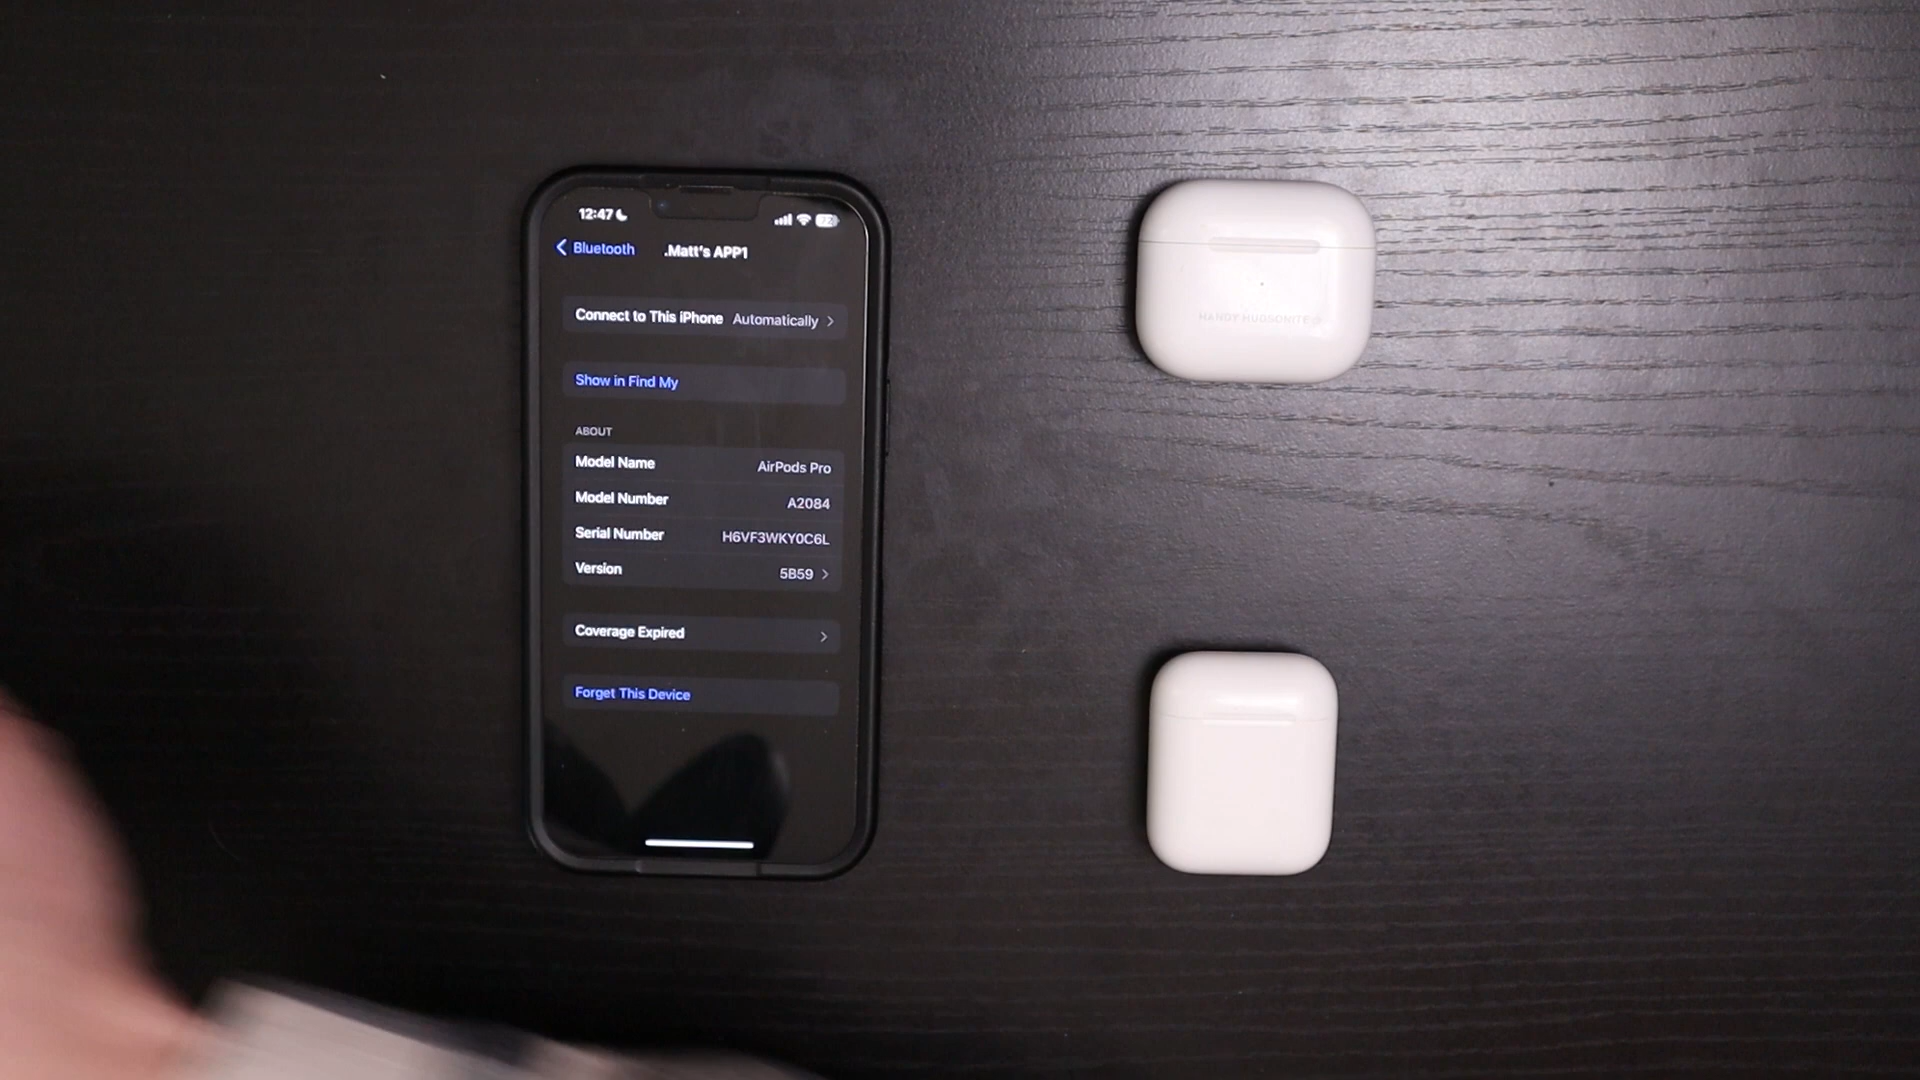 12:47
72
Bluetooth
.Matt's APP1
Connect to This iPhone Automatically
Show in Find My
ABOUT
Model Name AirPods Pro
Model Number A2084
Serial Number H6VF3WKY0C6L
Version 5B59
Coverage Expired
Forget This Device